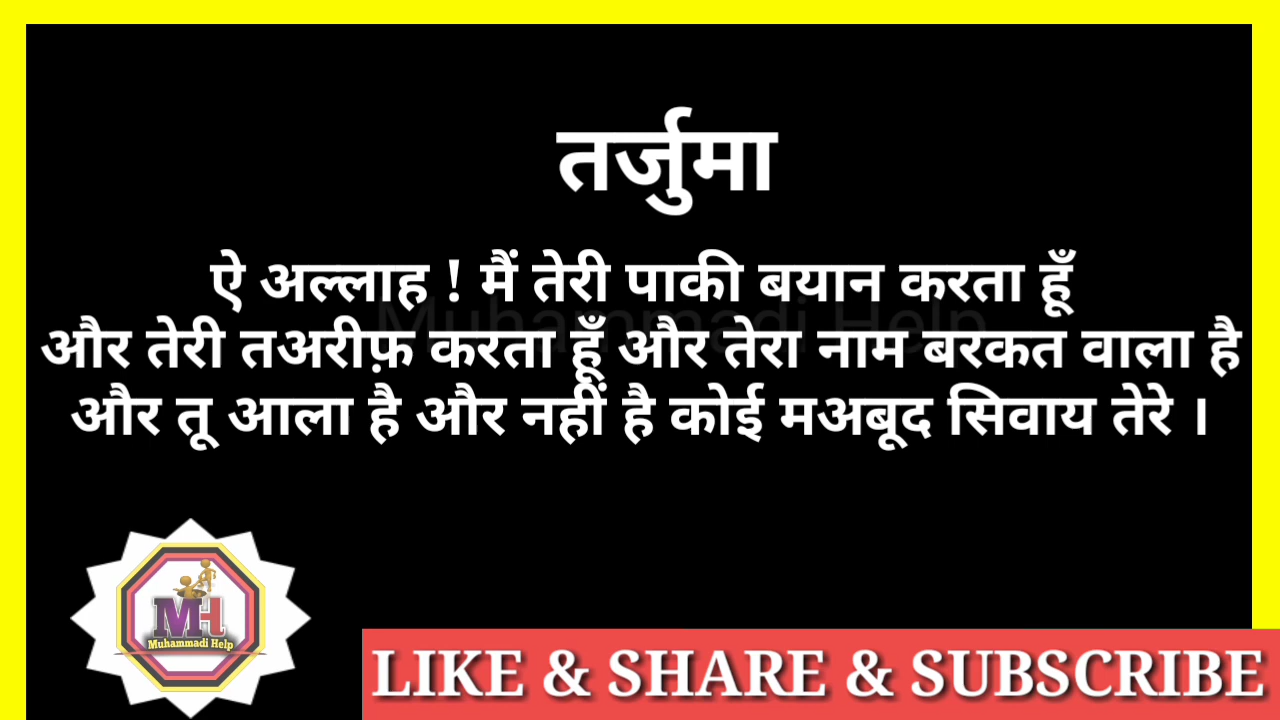 तर्जुमा
ऐ अल्लाह ! मैं तेरी पाकी बयान करता हूँ
Muhammadi Help
और तेरी तअरीफ़ करता हूँ और तेरा नाम बरकत वाला है
और तू आला है और नहीं है कोई मअबूद सिवाय तेरे ।
MH
Muhammadi Help
LIKE & SHARE & SUBSCRIBE